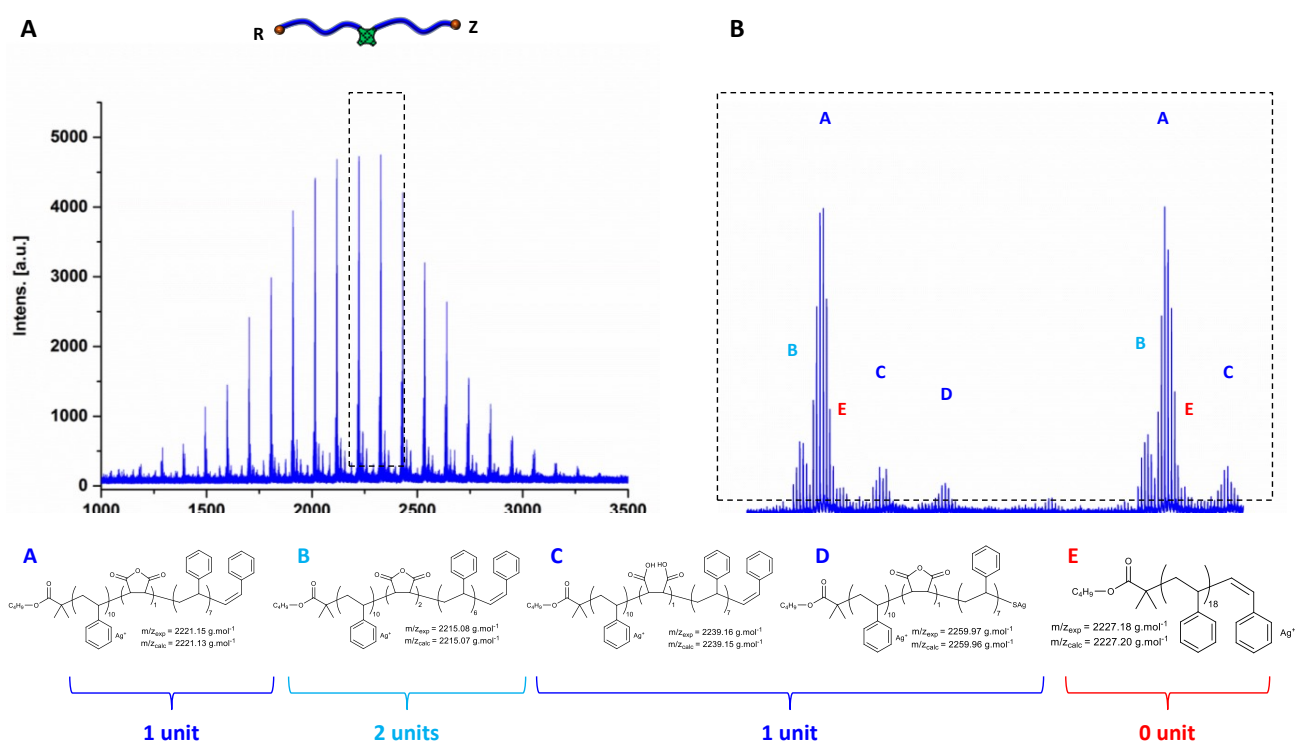 A
R
Z
B
Intens. [a.u.]
5000
4000
3000
2000
1000
0
1000
1500
2000
2500
3000
3500
A
A
B
B
C
C
D
E
E
A
O
C₄H₉
O
10
O
O
O
1
7
Ag⁺
m/zexp = 2221.15 g.mol⁻¹
m/zcalc = 2221.13 g.mol⁻¹
B
O
C₄H₉
O
10
O
O
O
2
6
Ag⁺
m/zexp = 2215.08 g.mol⁻¹
m/zcalc = 2215.07 g.mol⁻¹
C
O
C₄H₉
O
10
O
OH
HO
O
1
7
Ag⁺
m/zexp = 2239.16 g.mol⁻¹
m/zcalc = 2239.15 g.mol⁻¹
D
O
C₄H₉
O
10
O
O
O
1
7
SAg
Ag⁺
m/zexp = 2259.97 g.mol⁻¹
m/zcalc = 2259.96 g.mol⁻¹
E
O
C₄H₉
O
18
Ag⁺
m/zexp = 2227.18 g.mol⁻¹
m/zcalc = 2227.20 g.mol⁻¹
1 unit
2 units
1 unit
0 unit